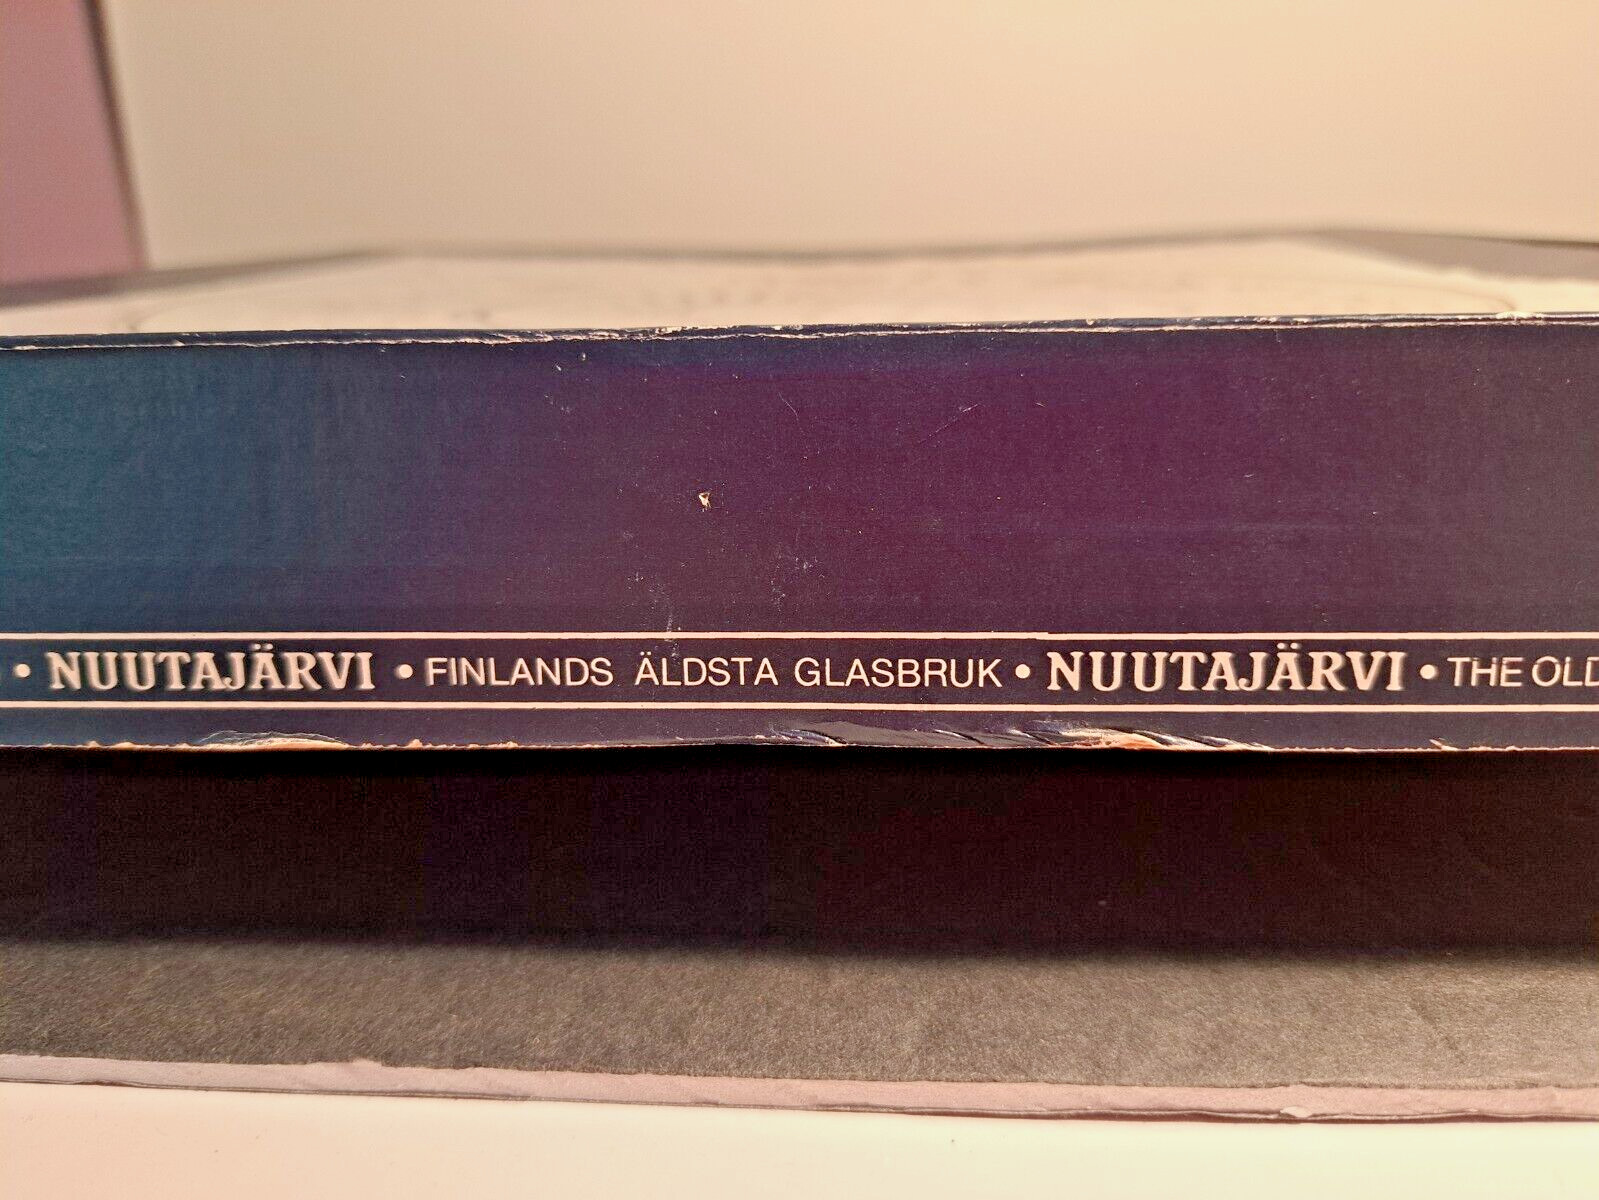 • NUUTAJÄRVI • FINLANDS ÄLDSTA GLASBRUK • NUUTAJÄRVI • THE OLD